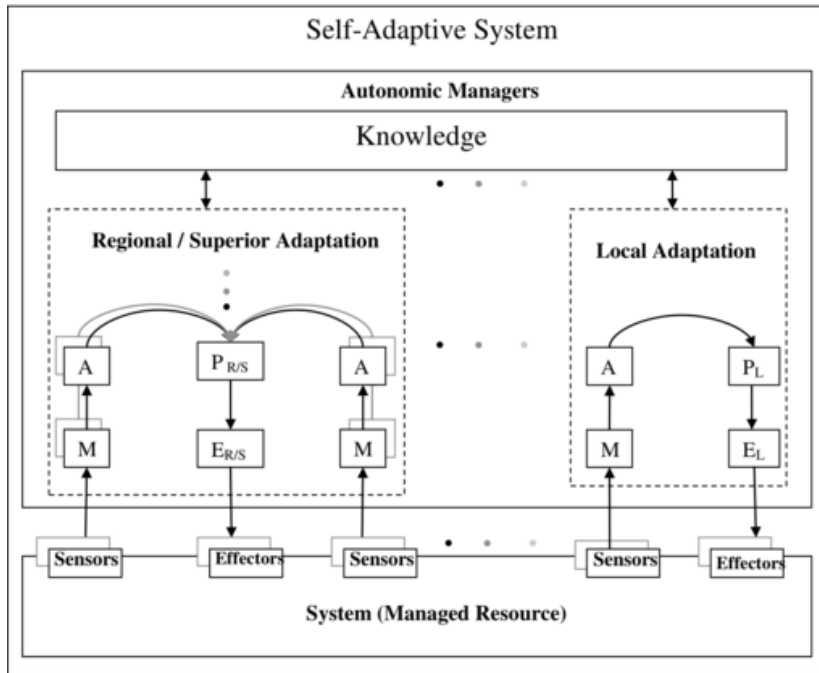 Self-Adaptive System
Autonomic Managers
Knowledge
Regional / Superior Adaptation
Local Adaptation
A
P R/S
A
A
PL
M
ER/S
M
M
EL
Sensors
Effectors
Sensors
Sensors
Effectors
System (Managed Resource)